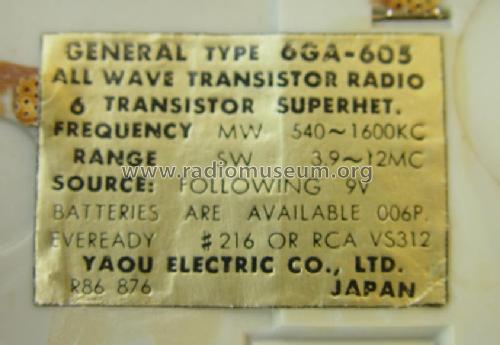 GENERAL TYPE 6GA-605
ALL WAVE TRANSISTOR RADIO
6 TRANSISTOR SUPERHET.
FREQUENCY MW 540~1600KC
RANGE SW 3.9~12MC
www.radiomuseum.org
SOURCE: FOLLOWING 9V
BATTERIES ARE AVAILABLE 006P.
EVEREADY #216 OR RCA VS312
YAOU ELECTRIC CO., LTD.
R86 876 JAPAN